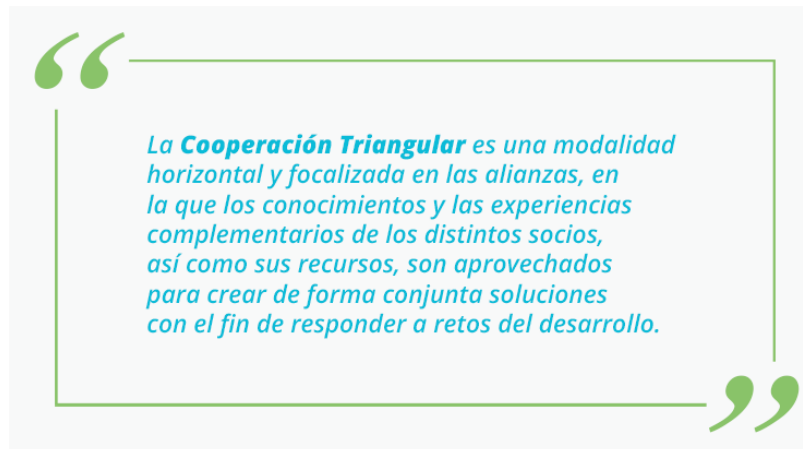 “
La Cooperación Triangular es una modalidad
horizontal y focalizada en las alianzas, en
la que los conocimientos y las experiencias
complementarios de los distintos socios,
así como sus recursos, son aprovechados
para crear de forma conjunta soluciones
con el fin de responder a retos del desarrollo.
”